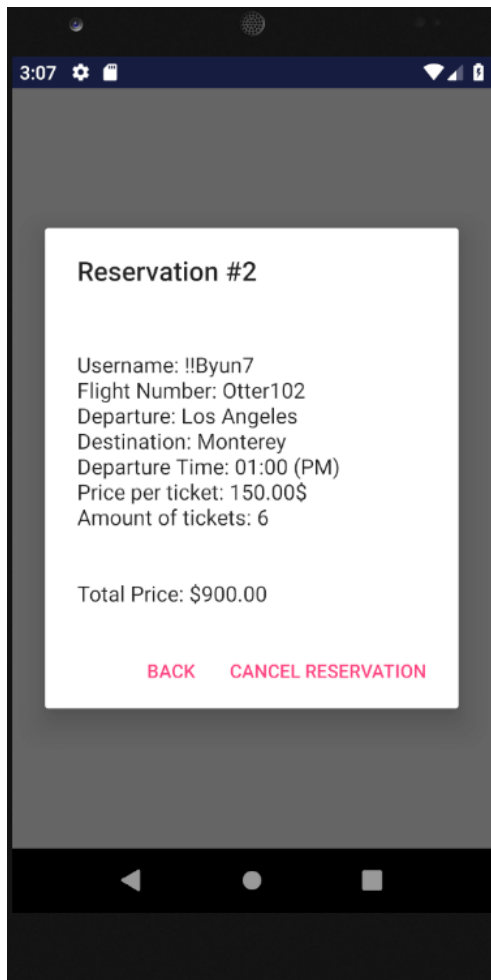 3:07
Reservation #2
Username: !!Byun7
Flight Number: Otter102
Departure: Los Angeles
Destination: Monterey
Departure Time: 01:00 (PM)
Price per ticket: 150.00$
Amount of tickets: 6
Total Price: $900.00
BACK CANCEL RESERVATION